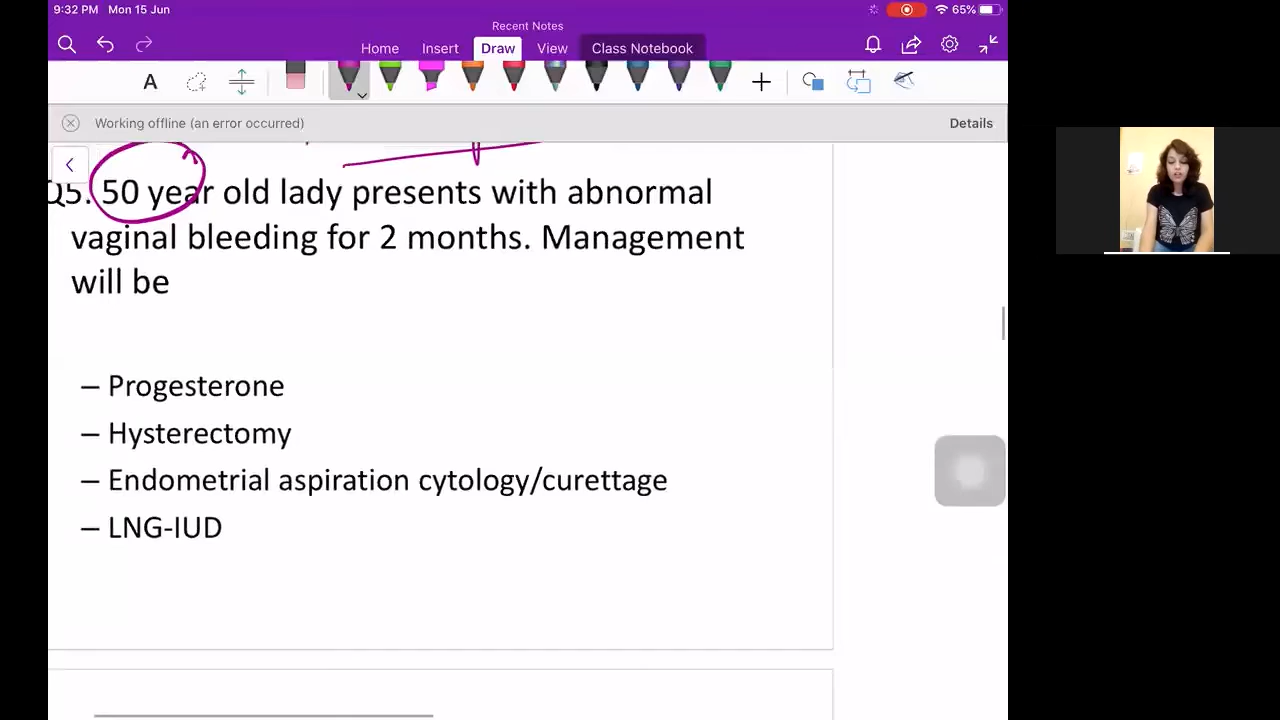 9:32 PM Mon 15 Jun
65%
Recent Notes
Home Insert Draw View Class Notebook
A
Working offline (an error occurred) Details
Q5. 50 year old lady presents with abnormal
vaginal bleeding for 2 months. Management
will be
– Progesterone
– Hysterectomy
– Endometrial aspiration cytology/curettage
– LNG-IUD